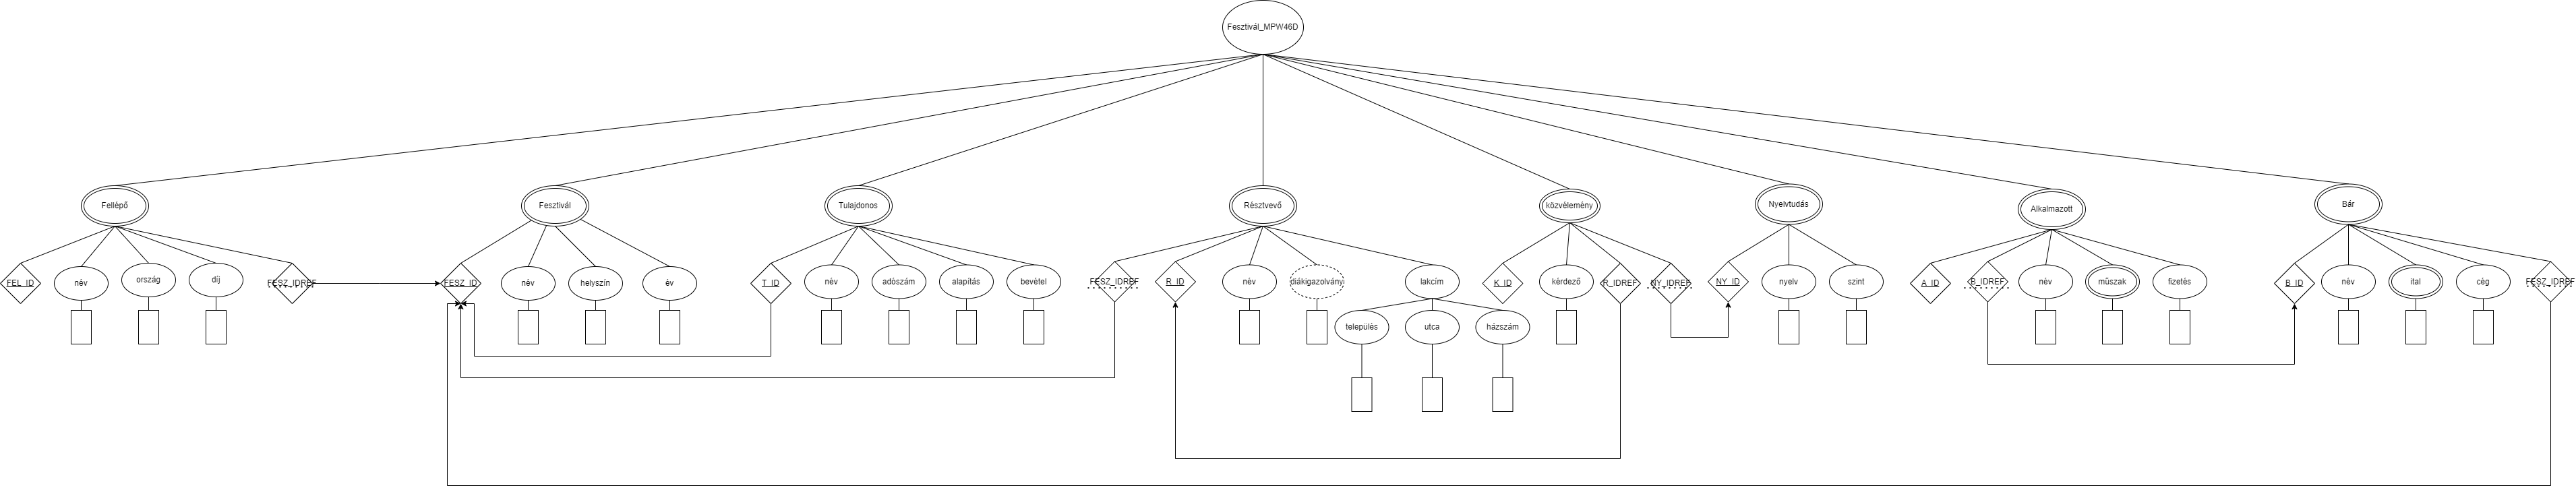 Fesztivál_MPW46D
Fellépő
Fesztivál
Tulajdonos
Résztvevő
közvélemény
Nyelvtudás
Alkalmazott
Bár
FEL_ID
név
ország
díj
FESZ_IDREF
FESZ_ID
név
helyszín
év
T_ID
név
adószám
alapítás
bevétel
FESZ_IDREF
R_ID
név
diákigazolvány
lakcím
K_ID
kérdező
R_IDREF
NY_IDREF
NY_ID
nyelv
szint
A_ID
B_IDREF
név
műszak
fizetés
B_ID
név
ital
cég
FESZ_IDREF
település
utca
házszám